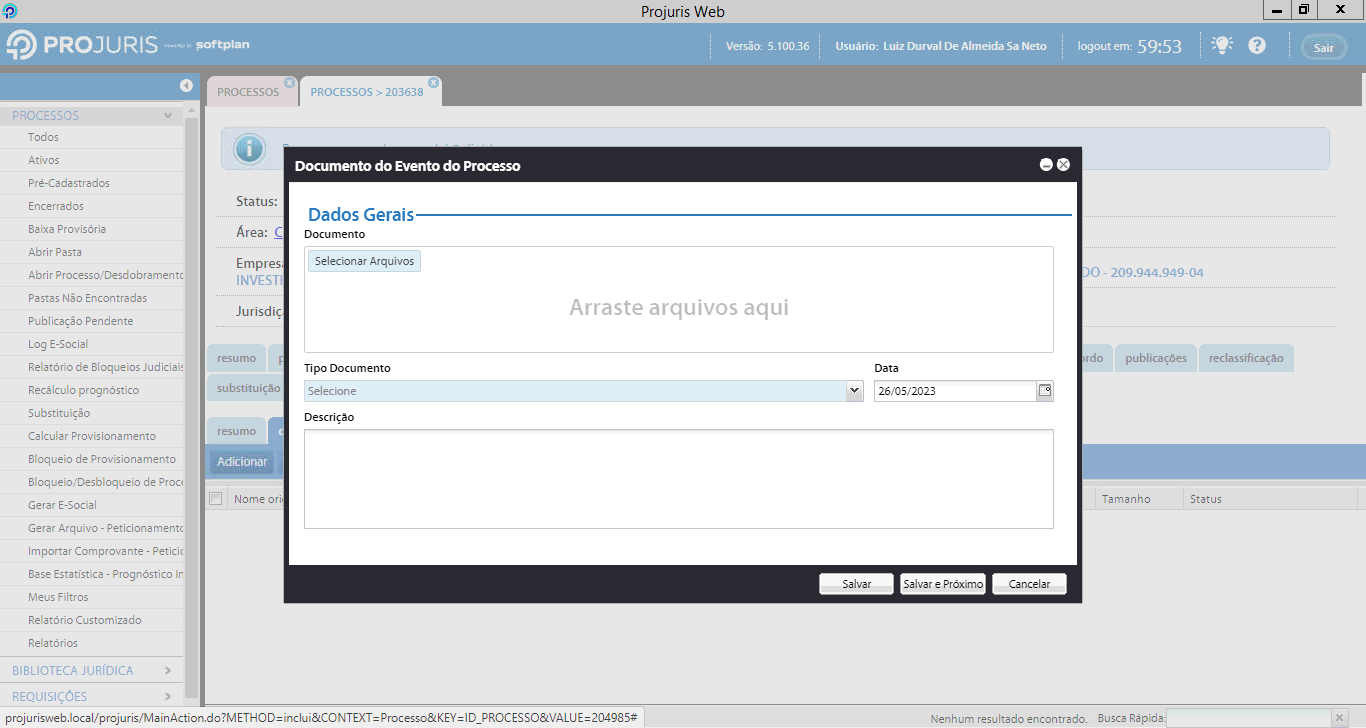 Projuris Web
PROJURIS POWERED BY softplan
Versão: 5.100.36
Usuário: Luiz Durval De Almeida Sa Neto
logout em: 59:53
Sair
PROCESSOS
PROCESSOS > 203638
PROCESSOS
Todos
Ativos
Pré-Cadastrados
Encerrados
Baixa Provisória
Abrir Pasta
Abrir Processo/Desdobramento
Pastas Não Encontradas
Publicação Pendente
Log E-Social
Relatório de Bloqueios Judiciais
Recálculo prognóstico
Substituição
Calcular Provisionamento
Bloqueio de Provisionamento
Bloqueio/Desbloqueio de Proce
Gerar E-Social
Gerar Arquivo - Peticionamento
Importar Comprovante - Peticio
Base Estatística - Prognóstico In
Meus Filtros
Relatório Customizado
Relatórios
BIBLIOTECA JURÍDICA
REQUISIÇÕES
Status:
Área: C
Empresa
INVESTI
DO - 209.944.949-04
Jurisdiçã
resumo
p
ordo
publicações
reclassificação
substituição
resumo
Adicionar
Nome orig
Tamanho
Status
Documento do Evento do Processo
Dados Gerais
Documento
Selecionar Arquivos
Arraste arquivos aqui
Tipo Documento
Data
Selecione
26/05/2023
Descrição
Salvar
Salvar e Próximo
Cancelar
projurisweb.local/projuris/MainAction.do?METHOD=inclui&CONTEXT=Processo&KEY=ID_PROCESSO&VALUE=204985#
Nenhum resultado encontrado.
Busca Rápida: